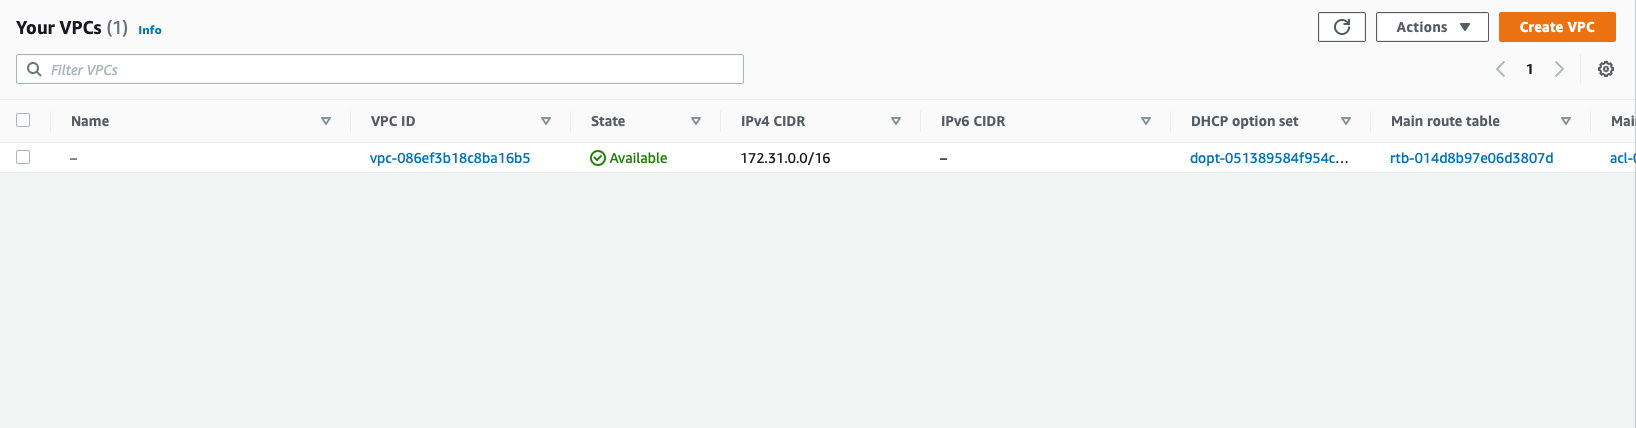 Your VPCs (1) Info
Actions Create VPC
Filter VPCs
1
Name VPC ID State IPv4 CIDR IPv6 CIDR DHCP option set Main route table Mai
– vpc-086ef3b18c8ba16b5 Available 172.31.0.0/16 – dopt-051389584f954c... rtb-014d8b97e06d3807d acl-0